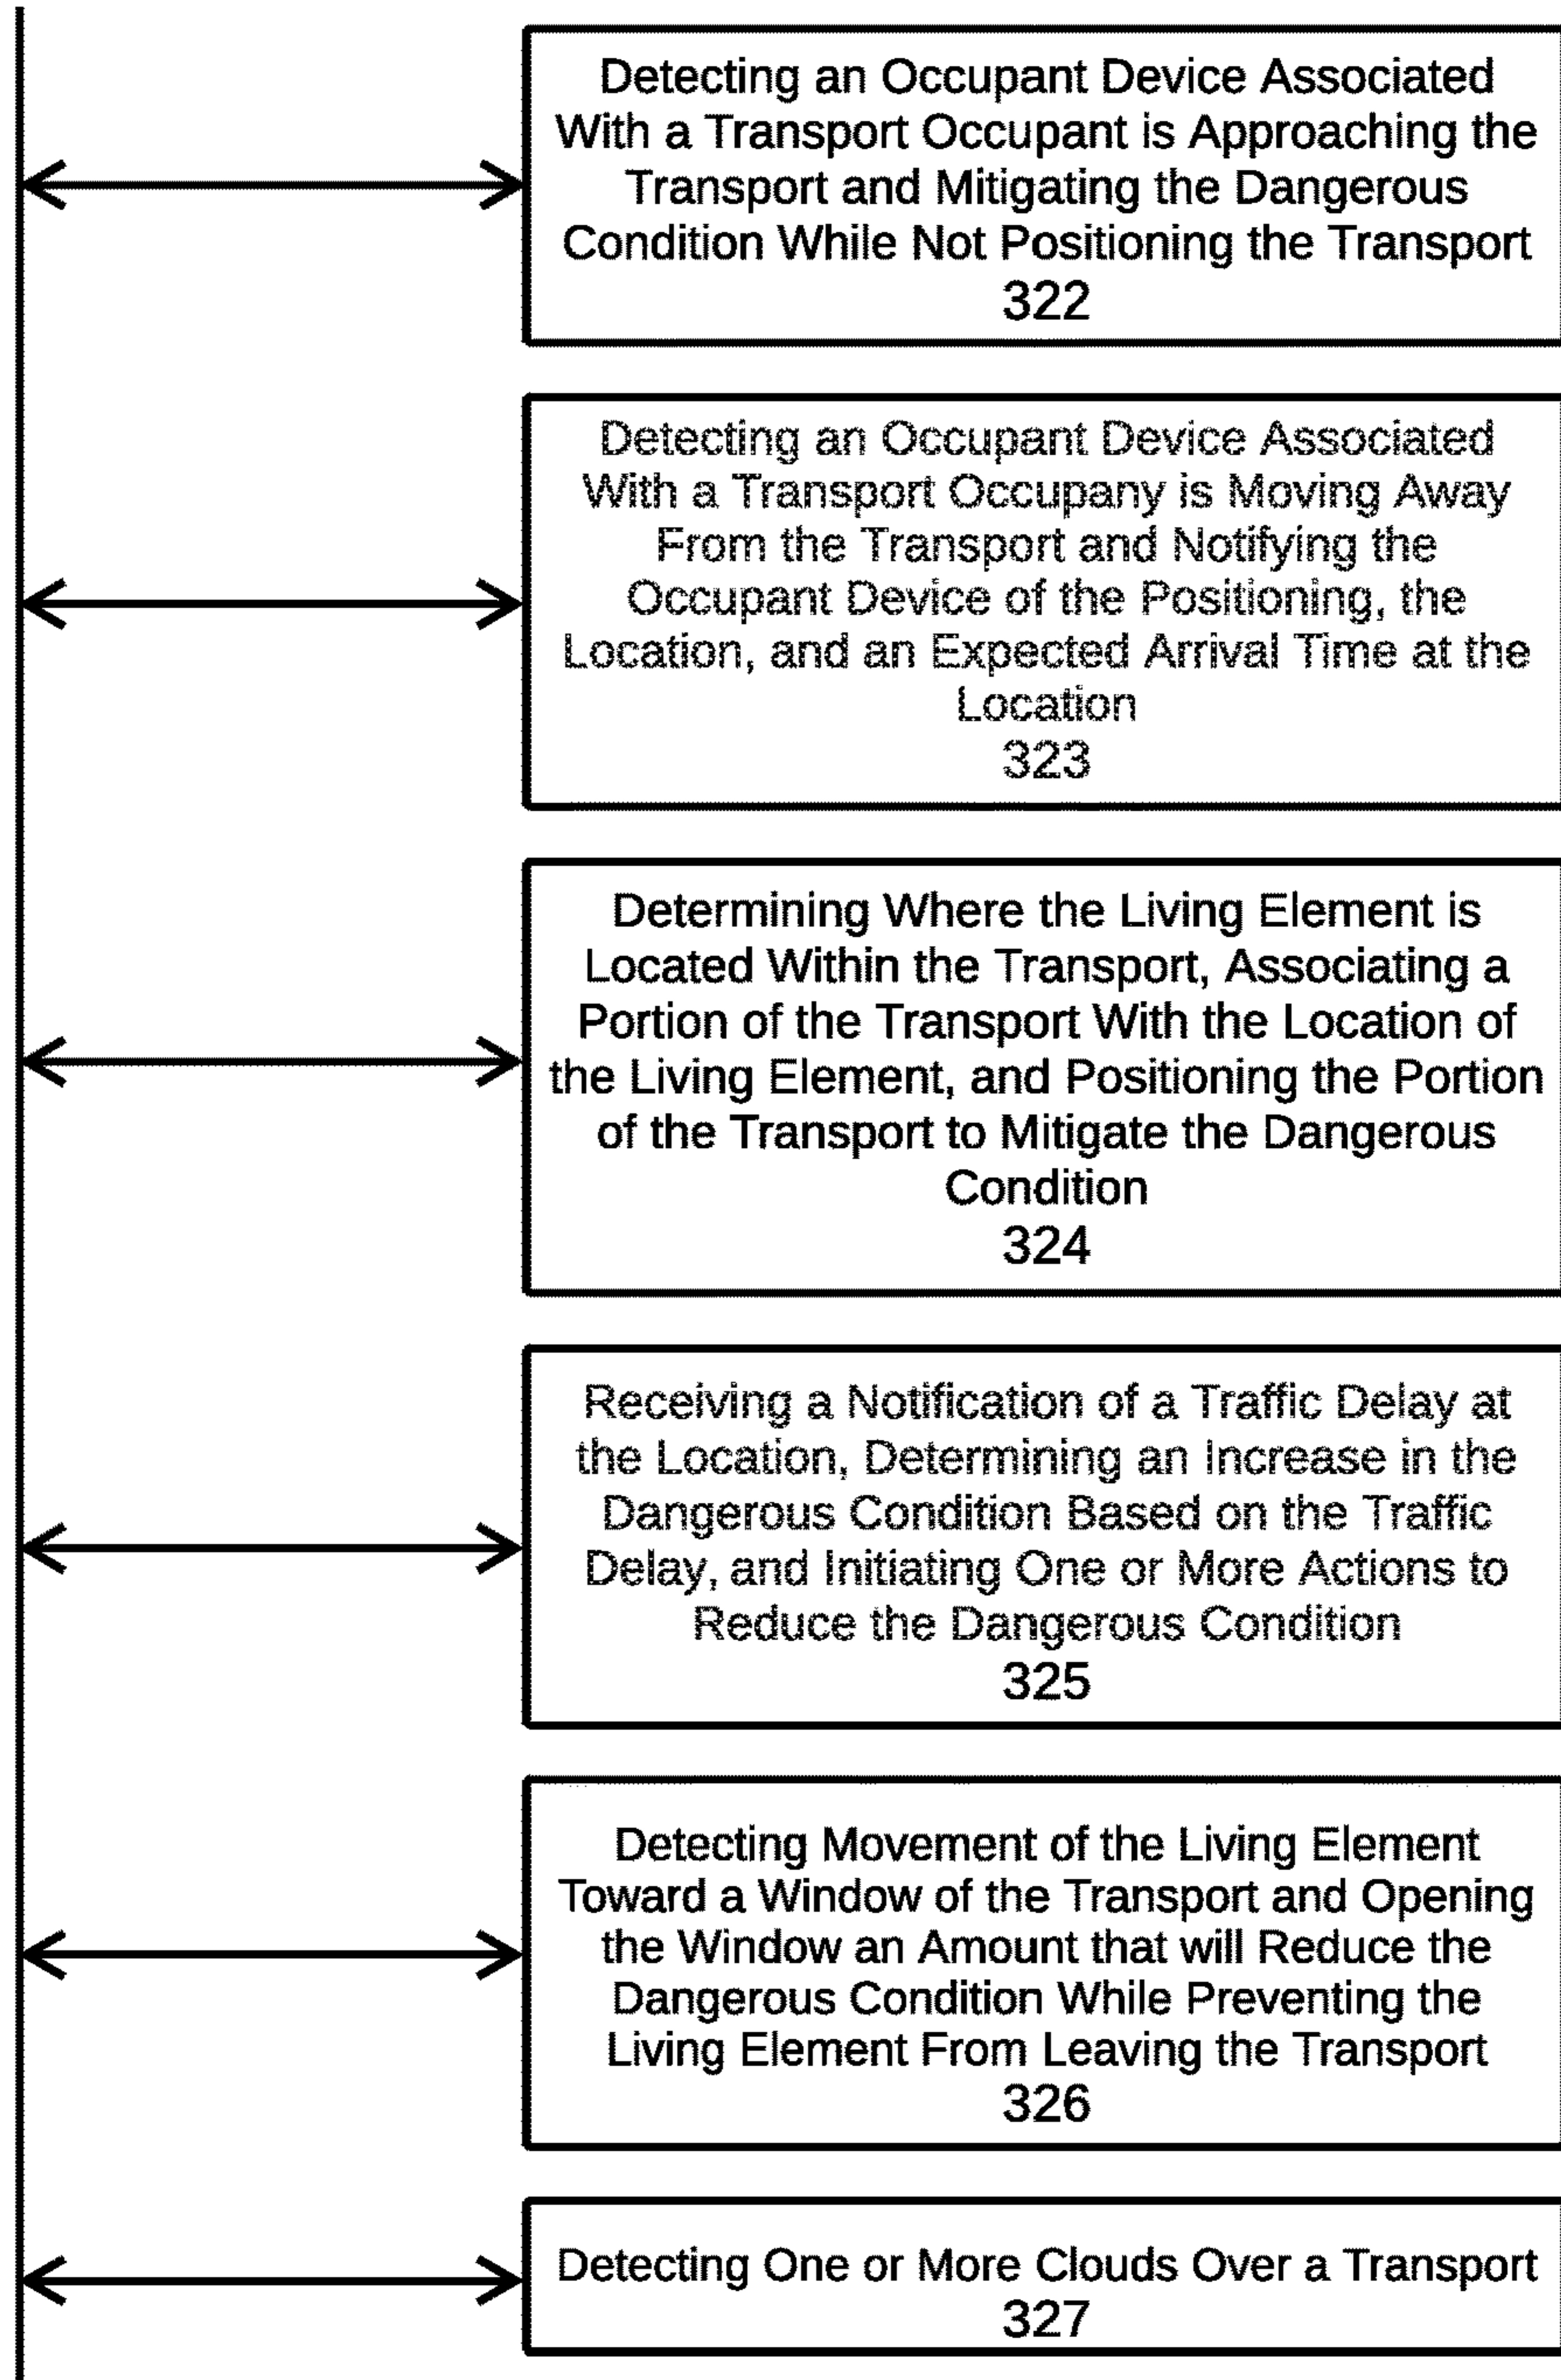 Detecting an Occupant Device Associated
With a Transport Occupant is Approaching the
Transport and Mitigating the Dangerous
Condition While Not Positioning the Transport
322
Detecting an Occupant Device Associated
With a Transport Occupany is Moving Away
From the Transport and Notifying the
Occupant Device of the Positioning, the
Location, and an Expected Arrival Time at the
Location
323
Determining Where the Living Element is
Located Within the Transport, Associating a
Portion of the Transport With the Location of
the Living Element, and Positioning the Portion
of the Transport to Mitigate the Dangerous
Condition
324
Receiving a Notification of a Traffic Delay at
the Location, Determining an Increase in the
Dangerous Condition Based on the Traffic
Delay, and Initiating One or More Actions to
Reduce the Dangerous Condition
325
Detecting Movement of the Living Element
Toward a Window of the Transport and Opening
the Window an Amount that will Reduce the
Dangerous Condition While Preventing the
Living Element From Leaving the Transport
326
Detecting One or More Clouds Over a Transport
327